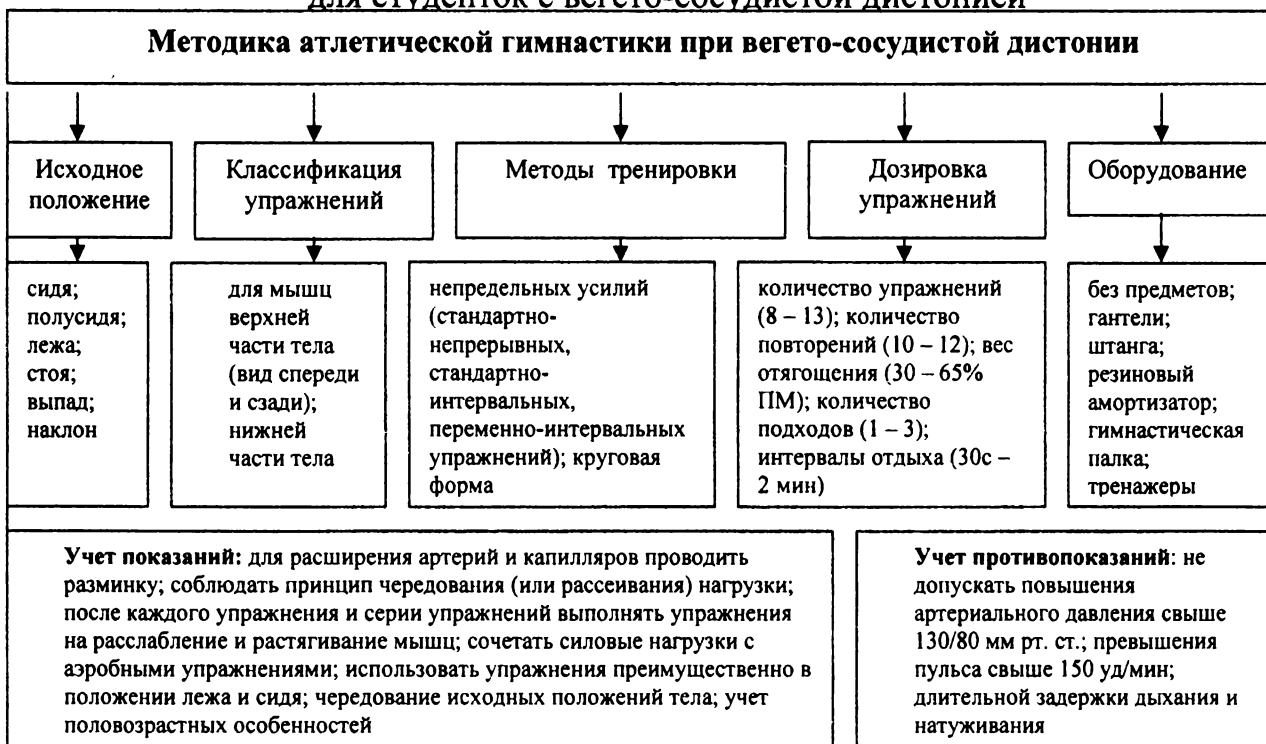 для студенток с вегето-сосудистой дистонией
Методика атлетической гимнастики при вегето-сосудистой дистонии
Исходное
положение
Классификация
упражнений
Методы тренировки
Дозировка
упражнений
Оборудование
сидя;
полусидя;
лежа;
стоя;
выпад;
наклон
для мышц
верхней
части тела
(вид спереди
и сзади);
нижней
части тела
непредельных усилий
(стандартно-
непрерывных,
стандартно-
интервальных,
переменно-интервальных
упражнений); круговая
форма
количество упражнений
(8 – 13); количество
повторений (10 – 12); вес
отягощения (30 – 65%
ПМ); количество
подходов (1 – 3);
интервалы отдыха (30с –
2 мин)
без предметов;
гантели;
штанга;
резиновый
амортизатор;
гимнастическая
палка;
тренажеры
Учет показаний: для расширения артерий и капилляров проводить
разминку; соблюдать принцип чередования (или рассеивания) нагрузки;
после каждого упражнения и серии упражнений выполнять упражнения
на расслабление и растягивание мышц; сочетать силовые нагрузки с
аэробными упражнениями; использовать упражнения преимущественно в
положении лежа и сидя; чередование исходных положений тела; учет
половозрастных особенностей
Учет противопоказаний: не
допускать повышения
артериального давления свыше
130/80 мм рт. ст.; превышения
пульса свыше 150 уд/мин;
длительной задержки дыхания и
натуживания